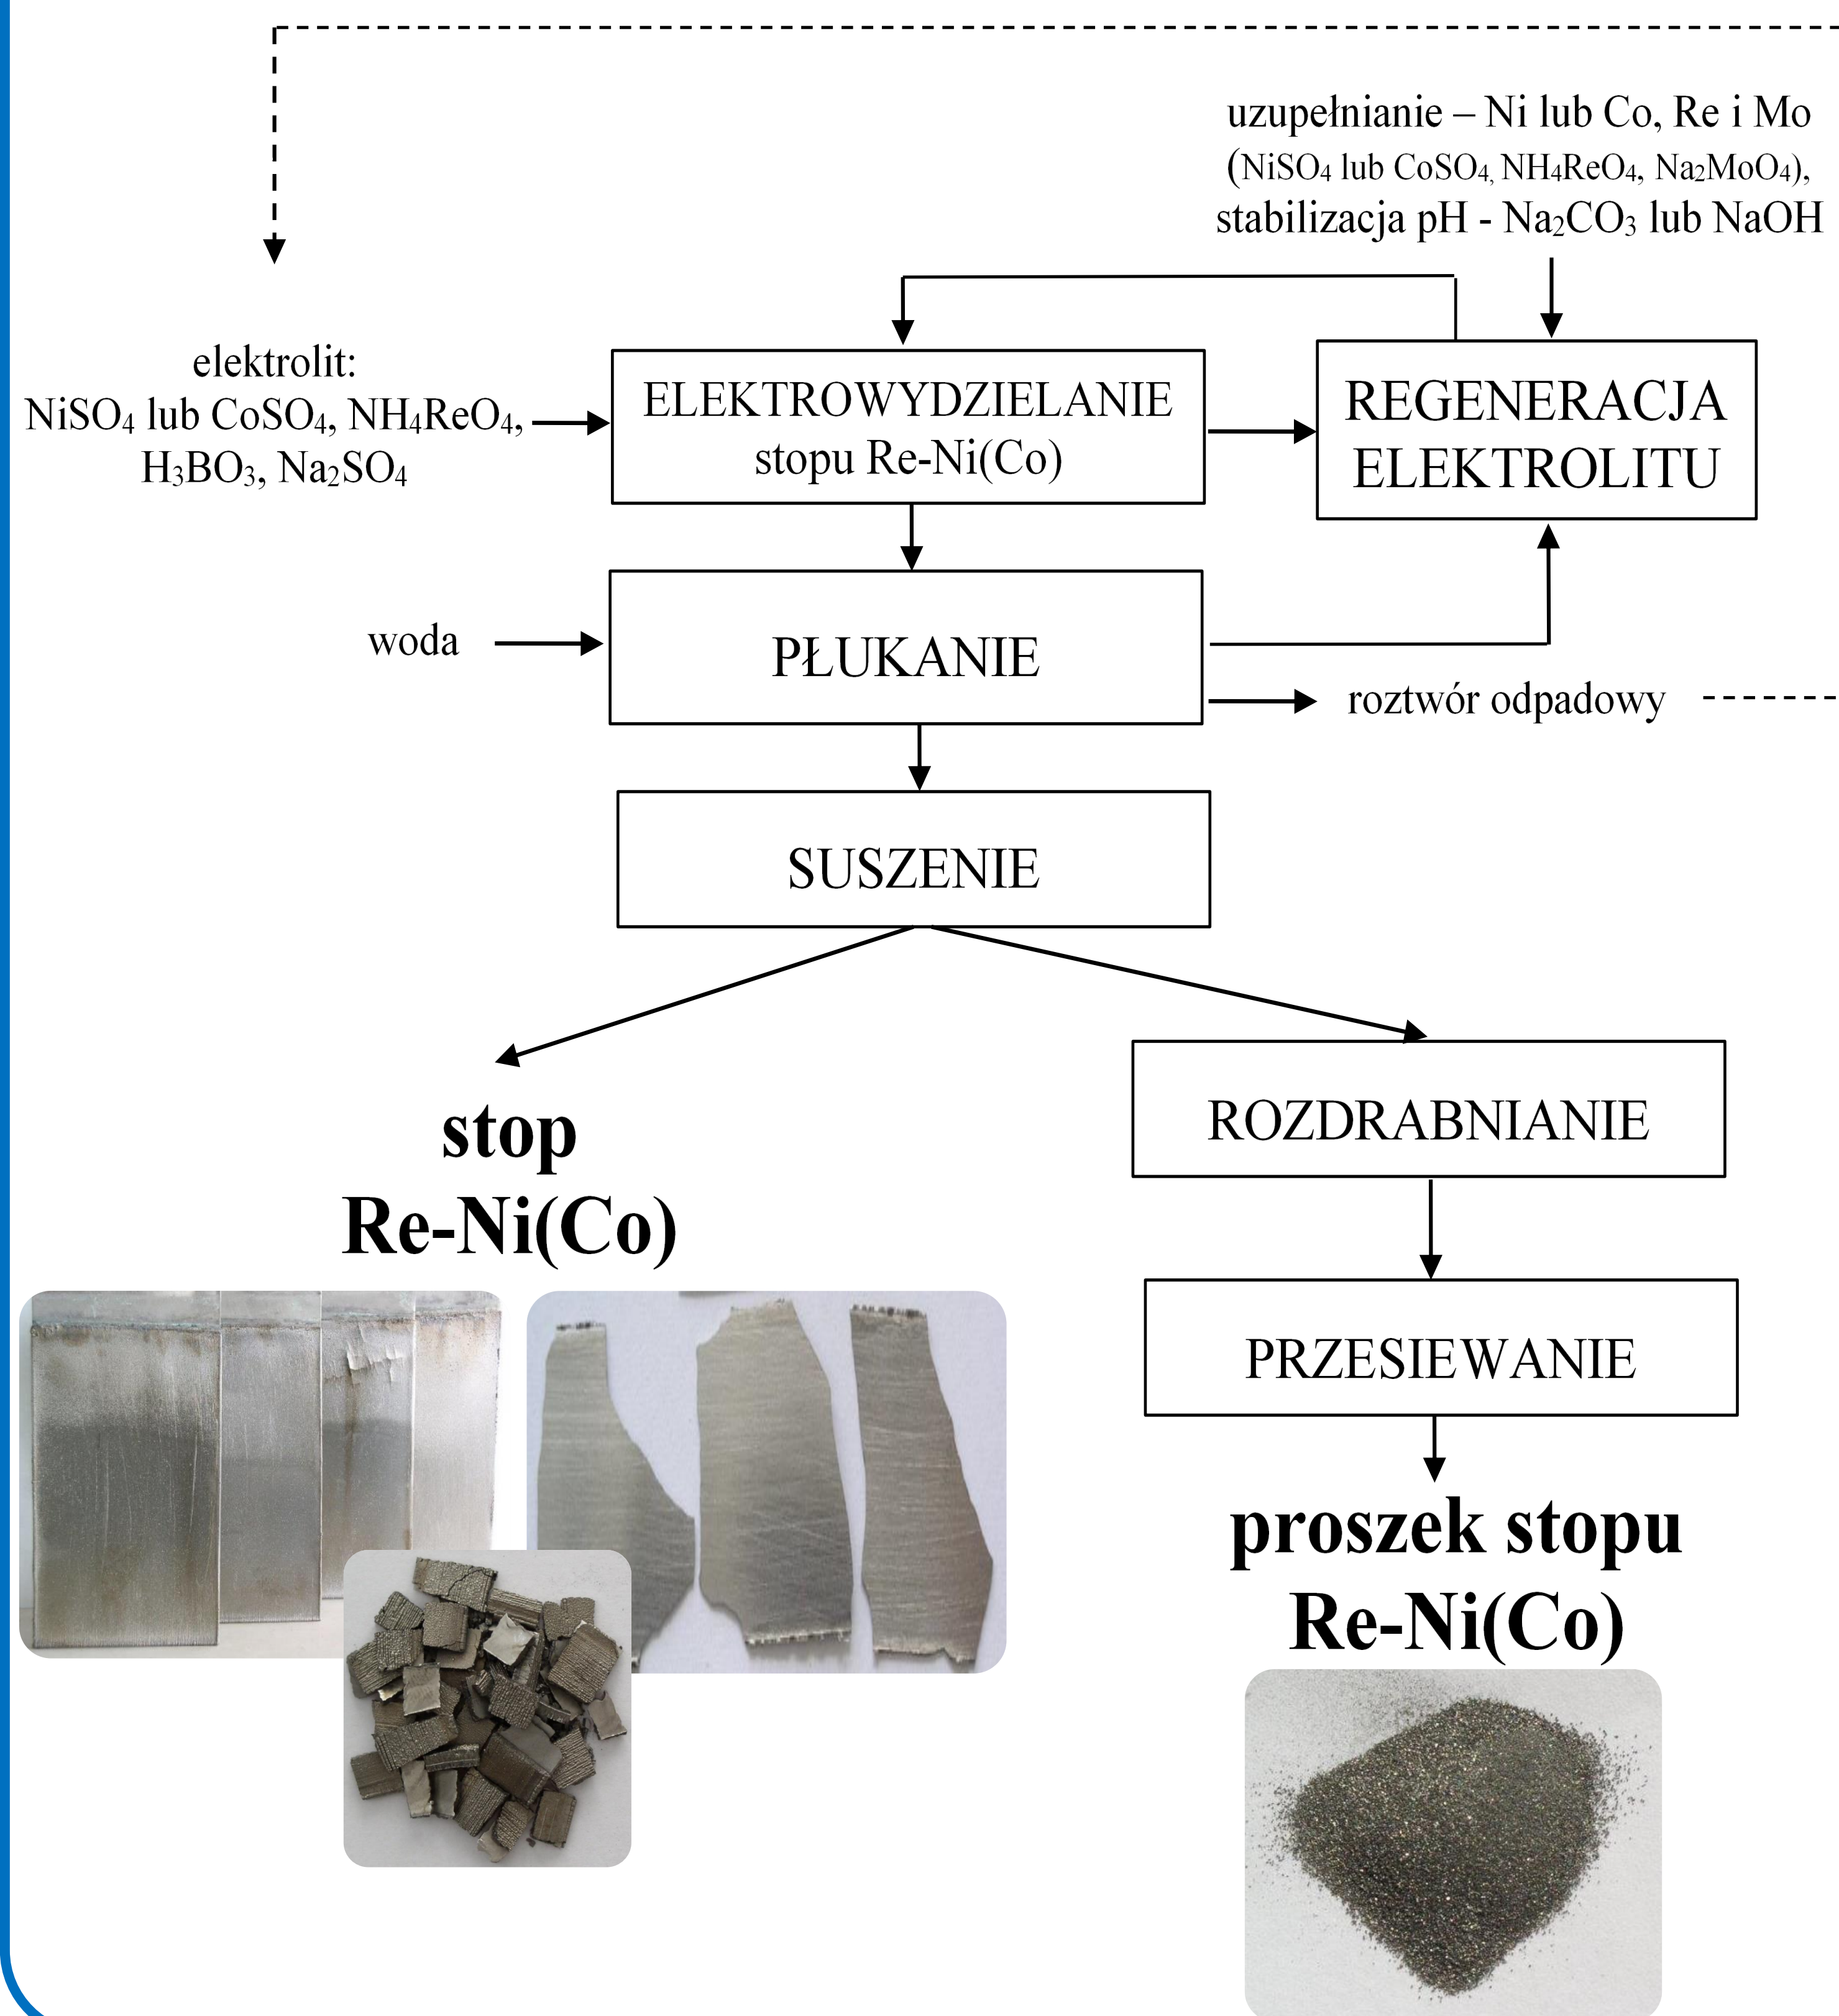 uzupełnianie – Ni lub Co, Re i Mo
(NiSO₄ lub CoSO₄, NH₄ReO₄, Na₂MoO₄),
stabilizacja pH - Na₂CO₃ lub NaOH
elektrolit:
NiSO₄ lub CoSO₄, NH₄ReO₄,
H₃BO₃, Na₂SO₄
ELEKTROWYDZIELANIE
stopu Re-Ni(Co)
REGENERACJA
ELEKTROLITU
woda
PŁUKANIE
roztwór odpadowy
SUSZENIE
stop
Re-Ni(Co)
ROZDRABNIANIE
PRZESIEWANIE
proszek stopu
Re-Ni(Co)